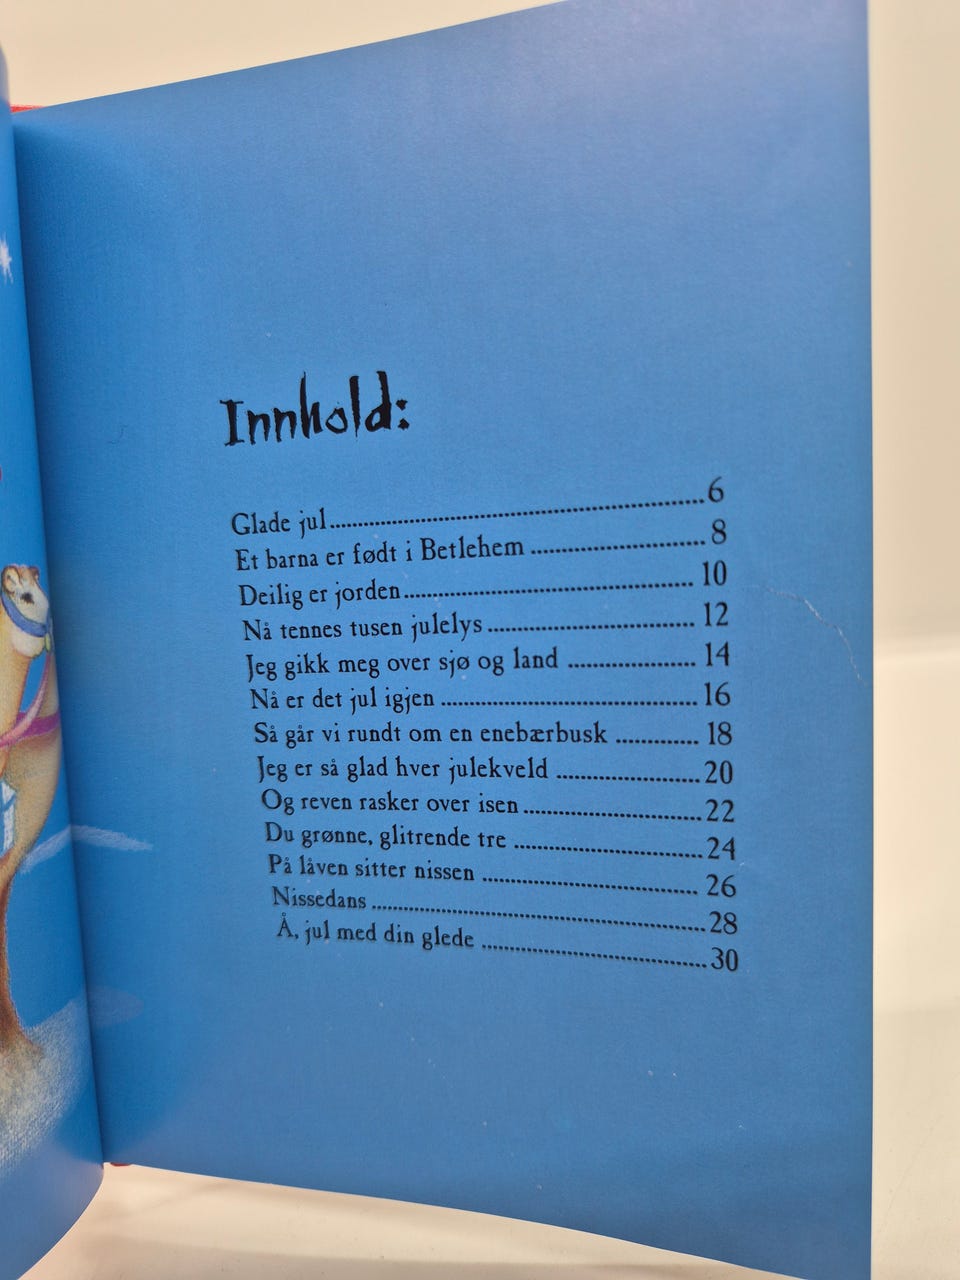 Innhold:
Glade jul 6
Et barna er født i Betlehem 8
Deilig er jorden 10
Nå tennes tusen julelys 12
Jeg gikk meg over sjø og land 14
Nå er det jul igjen 16
Så går vi rundt om en enebærbusk 18
Jeg er så glad hver julekveld 20
Og reven rasker over isen 22
Du grønne, glitrende tre 24
På låven sitter nissen 26
Nissedans 28
Å, jul med din glede 30